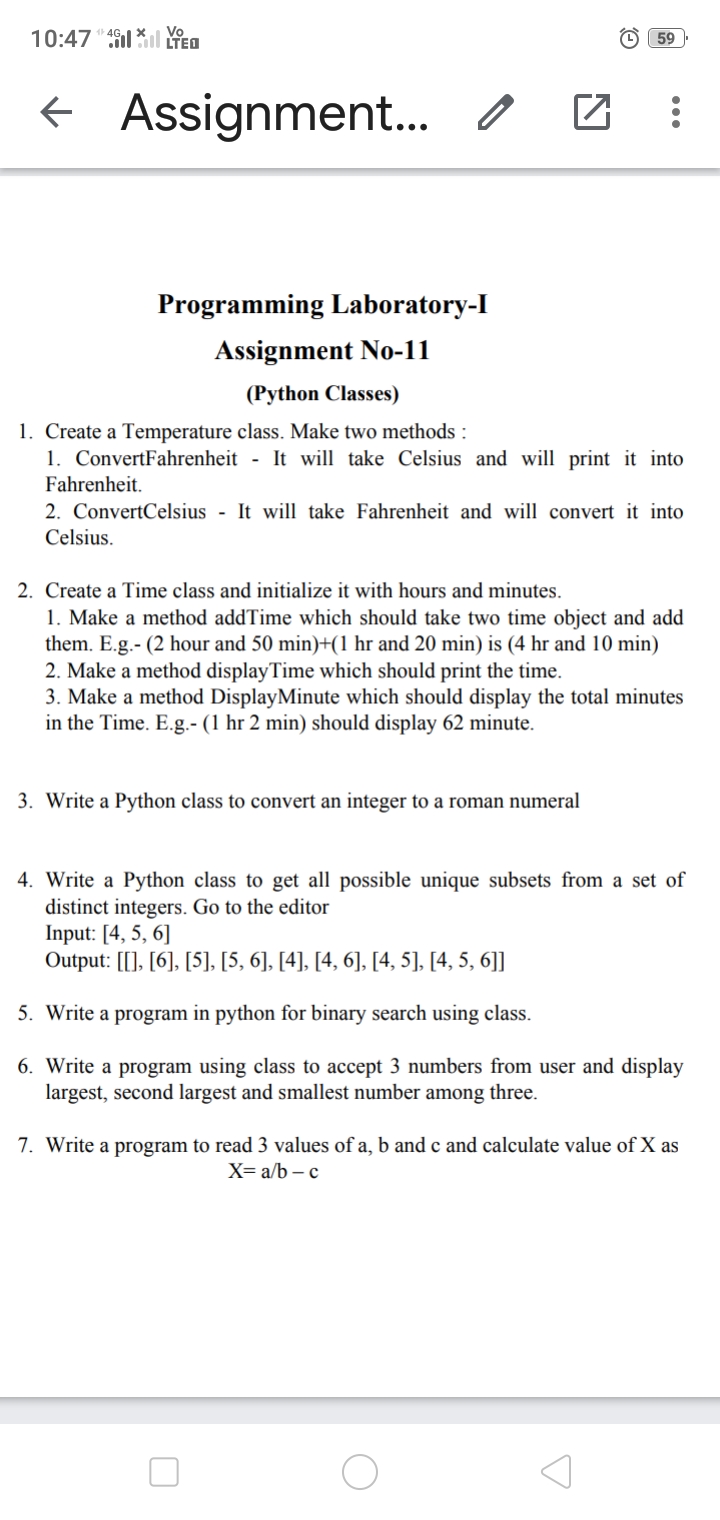 10:47 4G Vo LTE 59
Assignment...
Programming Laboratory-I
Assignment No-11
(Python Classes)
1. Create a Temperature class. Make two methods :
1. ConvertFahrenheit - It will take Celsius and will print it into
Fahrenheit.
2. ConvertCelsius - It will take Fahrenheit and will convert it into
Celsius.
2. Create a Time class and initialize it with hours and minutes.
1. Make a method addTime which should take two time object and add
them. E.g.- (2 hour and 50 min)+(1 hr and 20 min) is (4 hr and 10 min)
2. Make a method displayTime which should print the time.
3. Make a method DisplayMinute which should display the total minutes
in the Time. E.g.- (1 hr 2 min) should display 62 minute.
3. Write a Python class to convert an integer to a roman numeral
4. Write a Python class to get all possible unique subsets from a set of
distinct integers. Go to the editor
Input: [4, 5, 6]
Output: [[], [6], [5], [5, 6], [4], [4, 6], [4, 5], [4, 5, 6]]
5. Write a program in python for binary search using class.
6. Write a program using class to accept 3 numbers from user and display
largest, second largest and smallest number among three.
7. Write a program to read 3 values of a, b and c and calculate value of X as
X= a/b – c